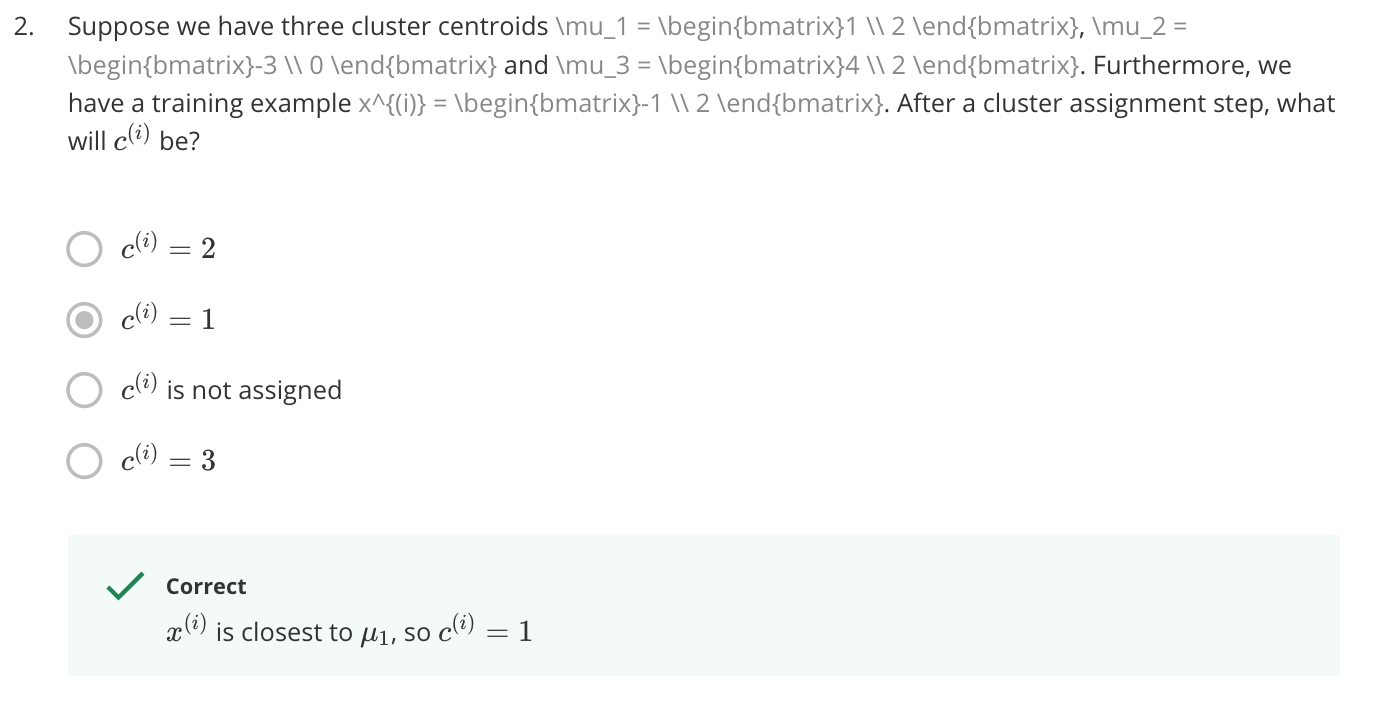 2. Suppose we have three cluster centroids \mu_1 = \begin{bmatrix}1 \\ 2 \end{bmatrix}, \mu_2 =
\begin{bmatrix}-3 \\ 0 \end{bmatrix} and \mu_3 = \begin{bmatrix}4 \\ 2 \end{bmatrix}. Furthermore, we
have a training example x^{(i)} = \begin{bmatrix}-1 \\ 2 \end{bmatrix}. After a cluster assignment step, what
will c⁽ⁱ⁾ be?
c⁽ⁱ⁾ = 2
c⁽ⁱ⁾ = 1
c⁽ⁱ⁾ is not assigned
c⁽ⁱ⁾ = 3
Correct
x⁽ⁱ⁾ is closest to μ₁, so c⁽ⁱ⁾ = 1